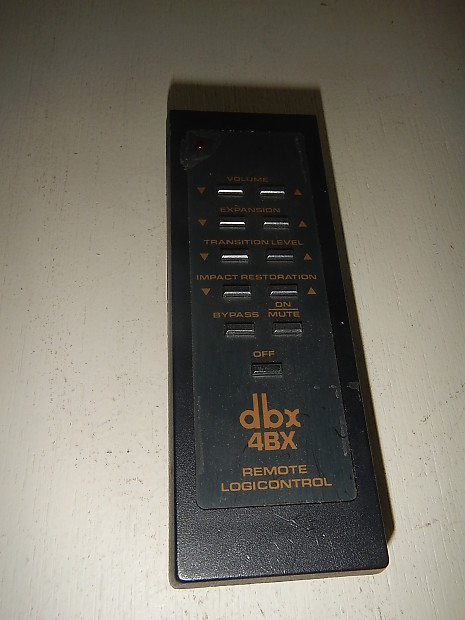 VOLUME
EXPANSION
TRANSITION LEVEL
IMPACT RESTORATION
BYPASS ON
MUTE
OFF
dbx
4BX
REMOTE
LOGICONTROL